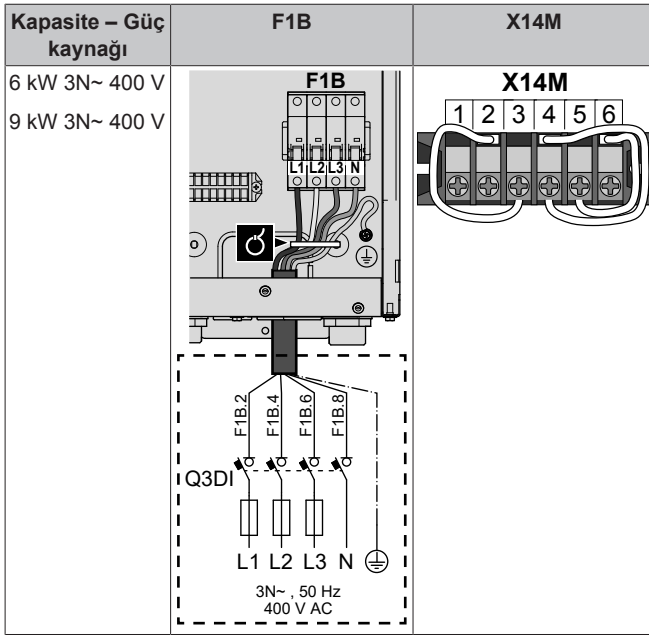 Kapasite – Güç kaynağı
F1B
X14M
6 kW 3N~ 400 V
9 kW 3N~ 400 V
F1B
L1 L2 L3 N
X14M
1 2 3 4 5 6
F1B.2 F1B.4 F1B.6 F1B.8
Q3DI
L1 L2 L3 N
3N~ , 50 Hz
400 V AC